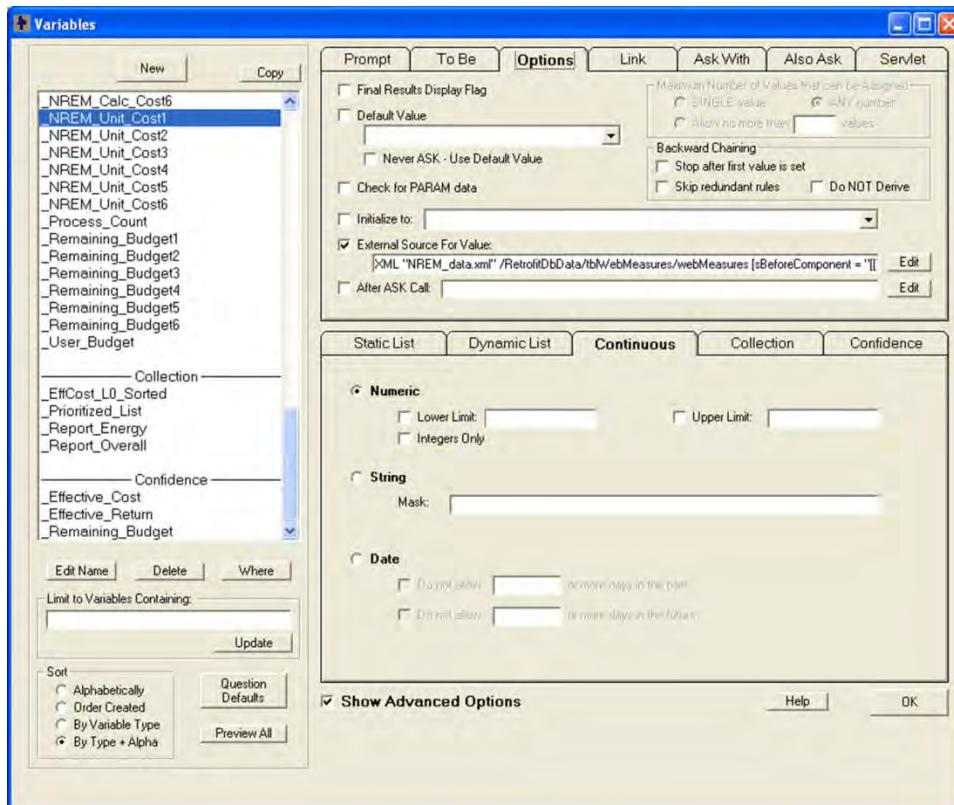 Variables
New
Copy
_NREM_Calc_Cost6
_NREM_Unit_Cost1
_NREM_Unit_Cost2
_NREM_Unit_Cost3
_NREM_Unit_Cost4
_NREM_Unit_Cost5
_NREM_Unit_Cost6
_Process_Count
_Remaining_Budget1
_Remaining_Budget2
_Remaining_Budget3
_Remaining_Budget4
_Remaining_Budget5
_Remaining_Budget6
_User_Budget
Collection
_EffCost_L0_Sorted
_Prioritized_List
_Report_Energy
_Report_Overall
Confidence
_Effective_Cost
_Effective_Return
_Remaining_Budget
Edit Name Delete Where
Limit to Variables Containing:
Update
Sort
Alphabetically
Order Created
By Variable Type
By Type + Alpha
Question Defaults
Preview All
Prompt To Be Options Link Ask With Also Ask Servlet
Final Results Display Flag
Default Value
Never ASK - Use Default Value
Check for PARAM data
Maximum Number of Values that can be Assigned
SINGLE value ANY number
Allow no more than values
Backward Chaining
Stop after first value is set
Skip redundant rules Do NOT Derive
Initialize to:
External Source For Value:
XML "NREM_data.xml" /RetrofitDbData/tblWebMeasures/webMeasures [sBeforeComponent = "[[ Edit
After ASK Call: Edit
Static List Dynamic List Continuous Collection Confidence
Numeric
Lower Limit: Upper Limit:
Integers Only
String
Mask:
Date
Do not allow or more days in the past
Do not allow or more days in the future
Show Advanced Options Help OK